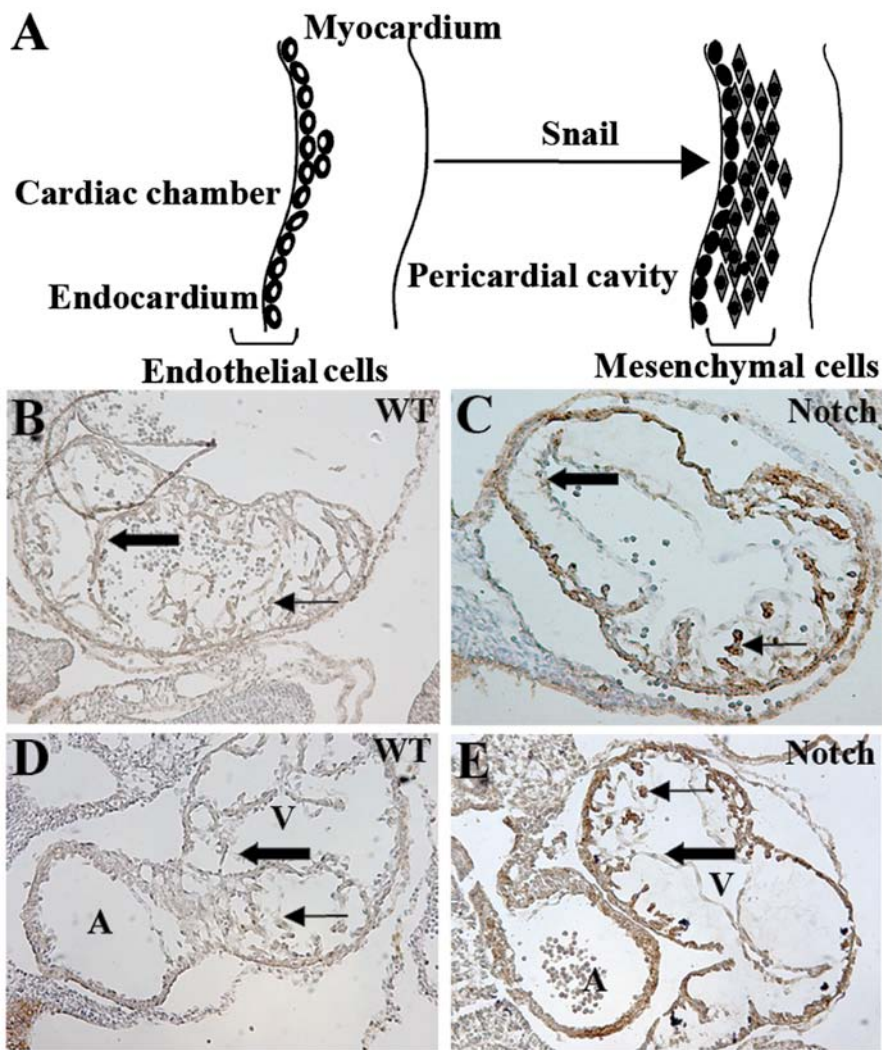 A
Myocardium
Snail
Cardiac chamber
Endocardium
Pericardial cavity
Endothelial cells
Mesenchymal cells
B
WT
C
Notch
D
WT
V
A
E
Notch
V
A